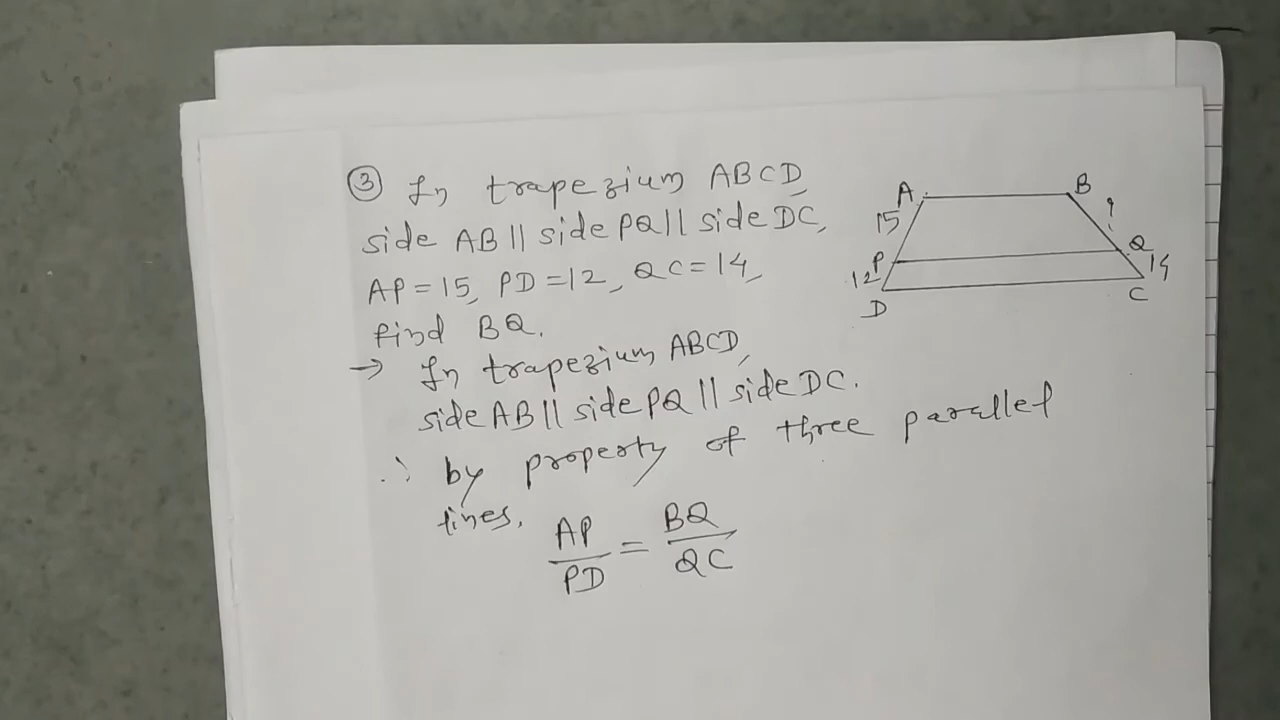 ③ In trapezium ABCD,
side AB || side PQ || side DC,
AP = 15, PD = 12, QC = 14,
find BQ.
→ In trapezium ABCD,
side AB || side PQ || side DC.
∴ by property of three parallel
lines,
AP/PD = BQ/QC
A
B
15
?
P
Q
12
14
D
C